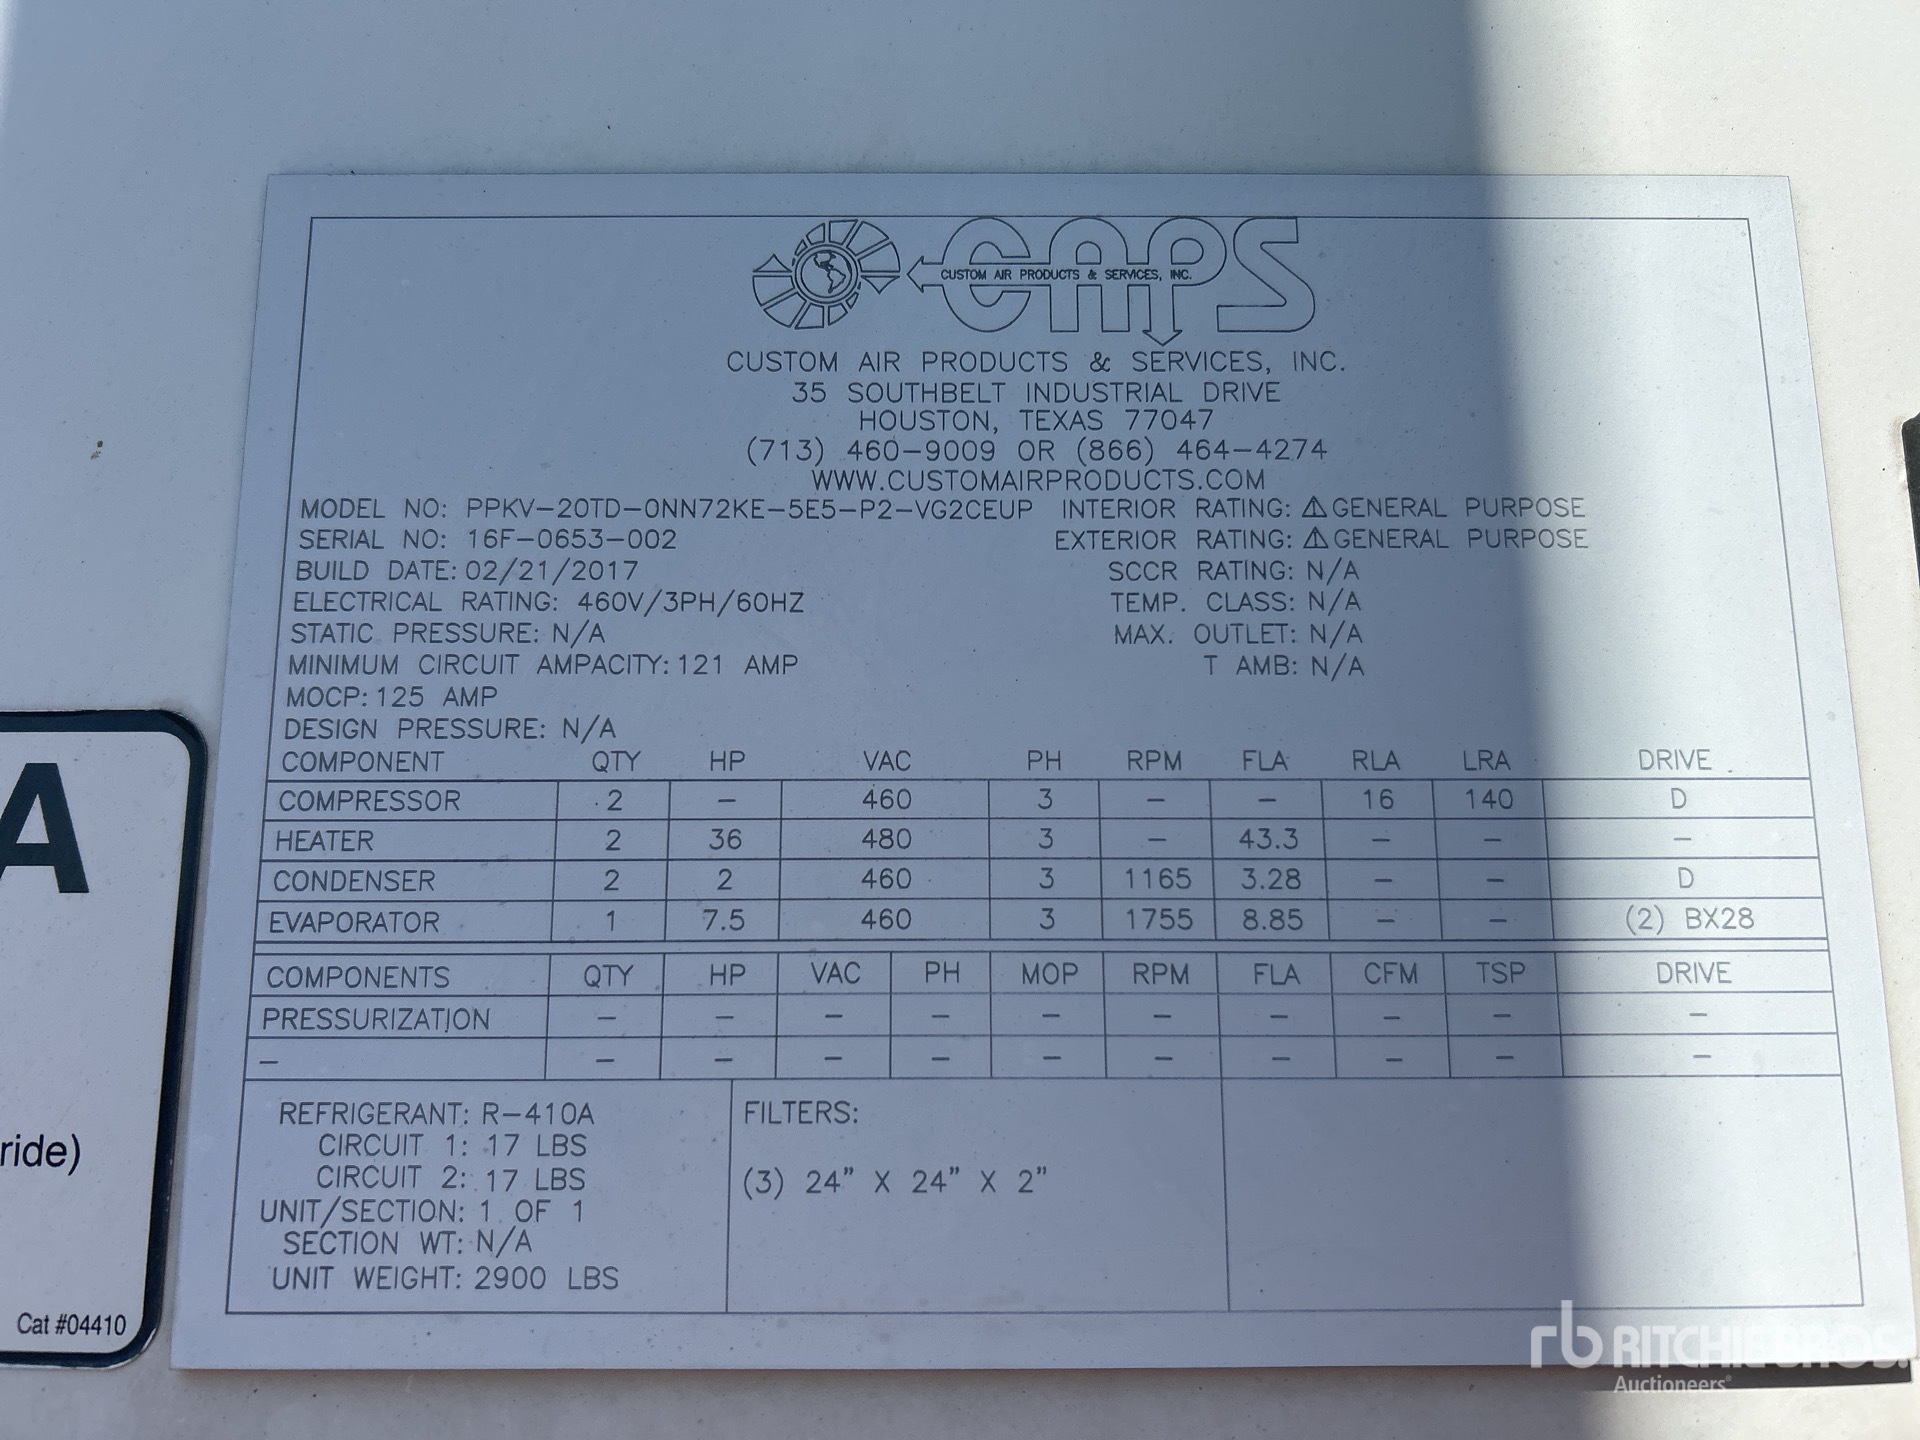 CAPS
CUSTOM AIR PRODUCTS & SERVICES, INC.
CUSTOM AIR PRODUCTS & SERVICES, INC.
35 SOUTHBELT INDUSTRIAL DRIVE
HOUSTON, TEXAS 77047
(713) 460-9009 OR (866) 464-4274
WWW.CUSTOMAIRPRODUCTS.COM
MODEL NO: PPKV-20TD-0NN72KE-5E5-P2-VG2CEUP INTERIOR RATING: ⚠GENERAL PURPOSE
SERIAL NO: 16F-0653-002 EXTERIOR RATING: ⚠GENERAL PURPOSE
BUILD DATE: 02/21/2017 SCCR RATING: N/A
ELECTRICAL RATING: 460V/3PH/60HZ TEMP. CLASS: N/A
STATIC PRESSURE: N/A MAX. OUTLET: N/A
MINIMUM CIRCUIT AMPACITY: 121 AMP T AMB: N/A
MOCP: 125 AMP
DESIGN PRESSURE: N/A
COMPONENT QTY HP VAC PH RPM FLA RLA LRA DRIVE
COMPRESSOR 2 - 460 3 - - 16 140 D
HEATER 2 36 480 3 - 43.3 - - -
CONDENSER 2 2 460 3 1165 3.28 - - D
EVAPORATOR 1 7.5 460 3 1755 8.85 - - (2) BX28
COMPONENTS QTY HP VAC PH MOP RPM FLA CFM TSP DRIVE
PRESSURIZATION - - - - - - - - - -
- - - - - - - - - - -
REFRIGERANT: R-410A
CIRCUIT 1: 17 LBS
CIRCUIT 2: 17 LBS
UNIT/SECTION: 1 OF 1
SECTION WT: N/A
UNIT WEIGHT: 2900 LBS
FILTERS:
(3) 24" X 24" X 2"
A
ride)
Cat #04410
rb RITCHIE BROS.
Auctioneers®